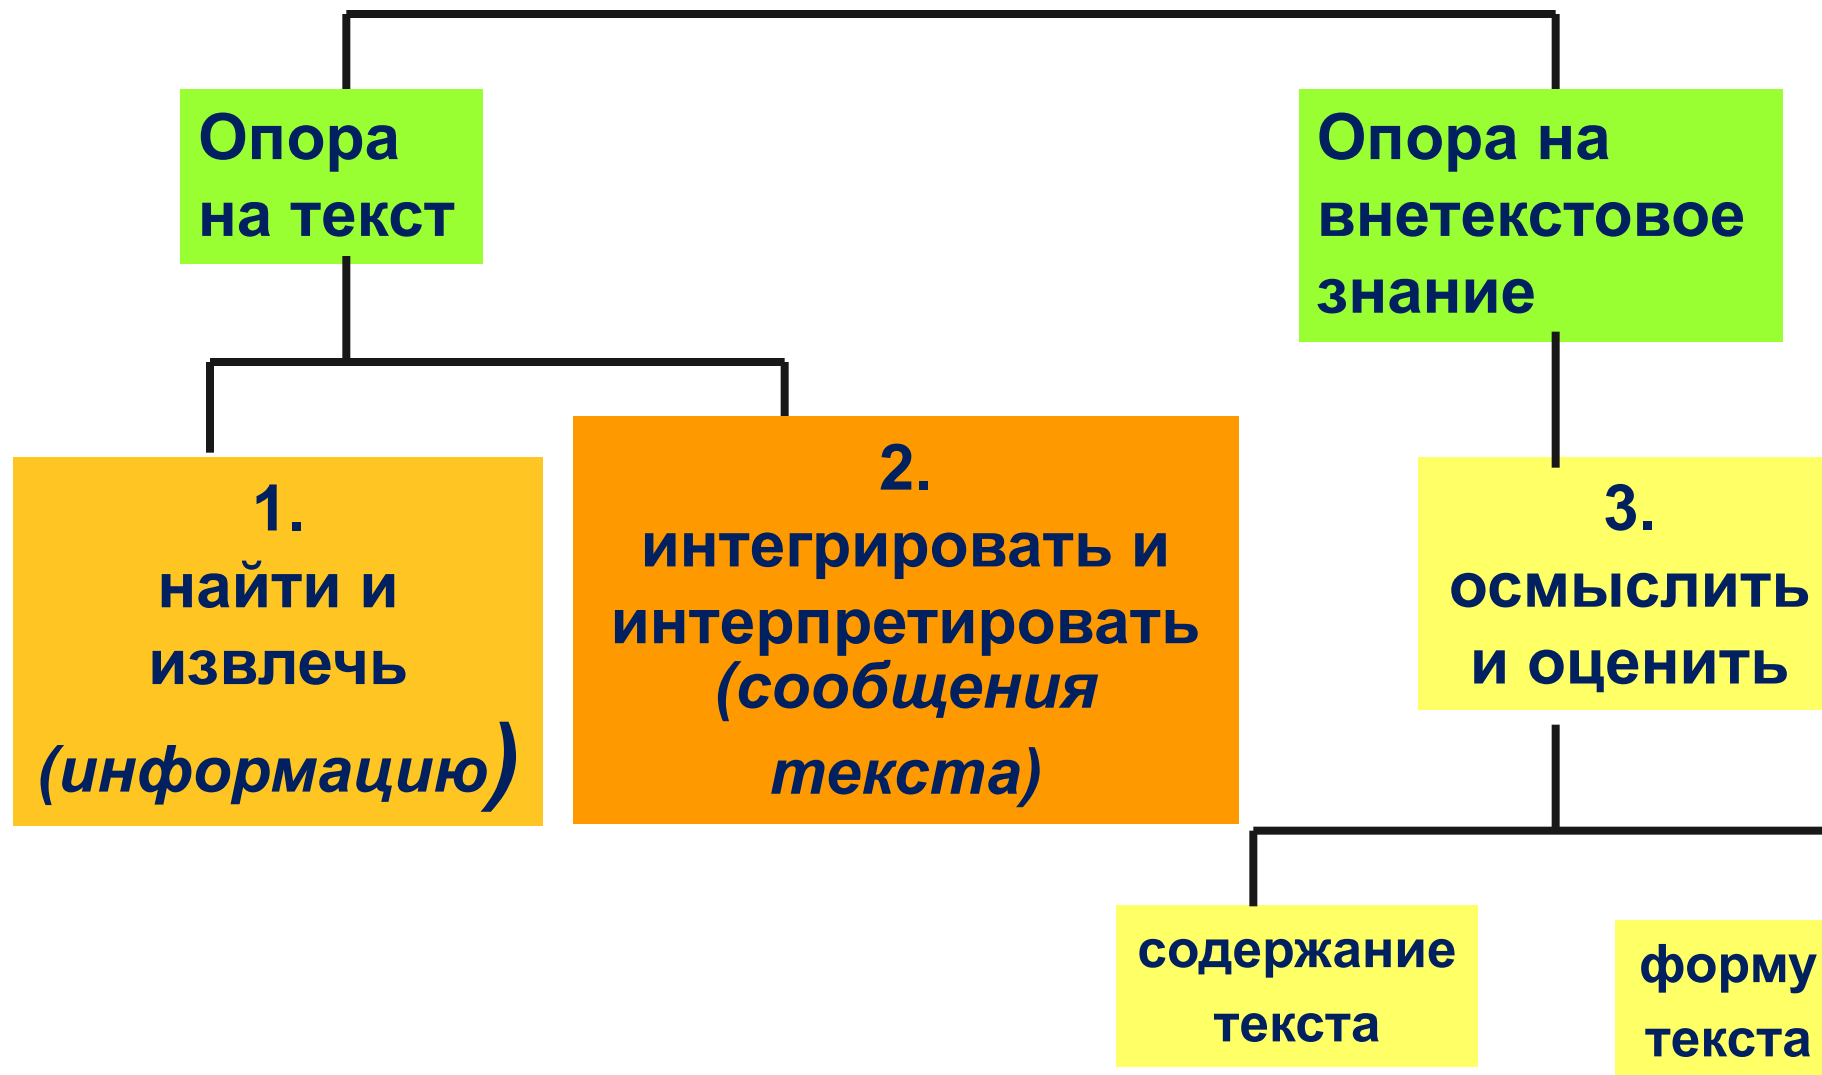 Опора
на текст
Опора на
внетекстовое
знание
1.
найти и
извлечь
(информацию)
2.
интегрировать и
интерпретировать
(сообщения
текста)
3.
осмыслить
и оценить
содержание
текста
форму
текста